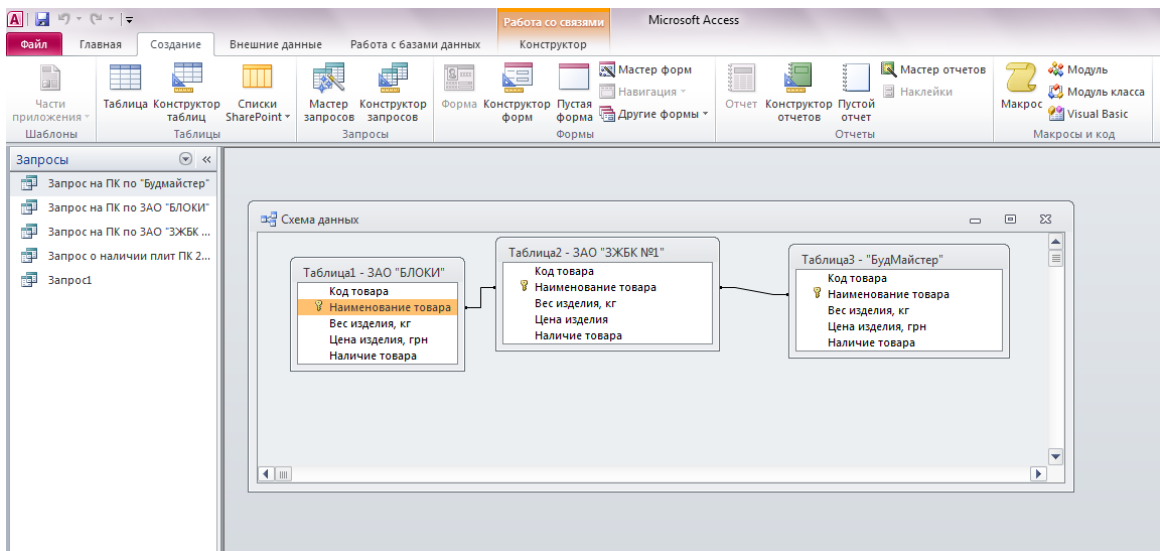 A
Работа со связями
Microsoft Access
Файл Главная Создание Внешние данные Работа с базами данных Конструктор
Части приложения
Таблица
Конструктор таблиц
Списки SharePoint
Мастер запросов
Конструктор запросов
Форма
Конструктор форм
Пустая форма
Мастер форм
Навигация
Другие формы
Отчет
Конструктор отчетов
Пустой отчет
Мастер отчетов
Наклейки
Макрос
Модуль
Модуль класса
Visual Basic
Шаблоны Таблицы Запросы Формы Отчеты Макросы и код
Запросы
Запрос на ПК по "Будмайстер"
Запрос на ПК по ЗАО "БЛОКИ"
Запрос на ПК по ЗАО "ЗЖБК ...
Запрос о наличии плит ПК 2...
Запрос1
Схема данных
Таблица1 - ЗАО "БЛОКИ"
Код товара
Наименование товара
Вес изделия, кг
Цена изделия, грн
Наличие товара
Таблица2 - ЗАО "ЗЖБК №1"
Код товара
Наименование товара
Вес изделия, кг
Цена изделия
Наличие товара
Таблица3 - "БудМайстер"
Код товара
Наименование товара
Вес изделия, кг
Цена изделия, грн
Наличие товара